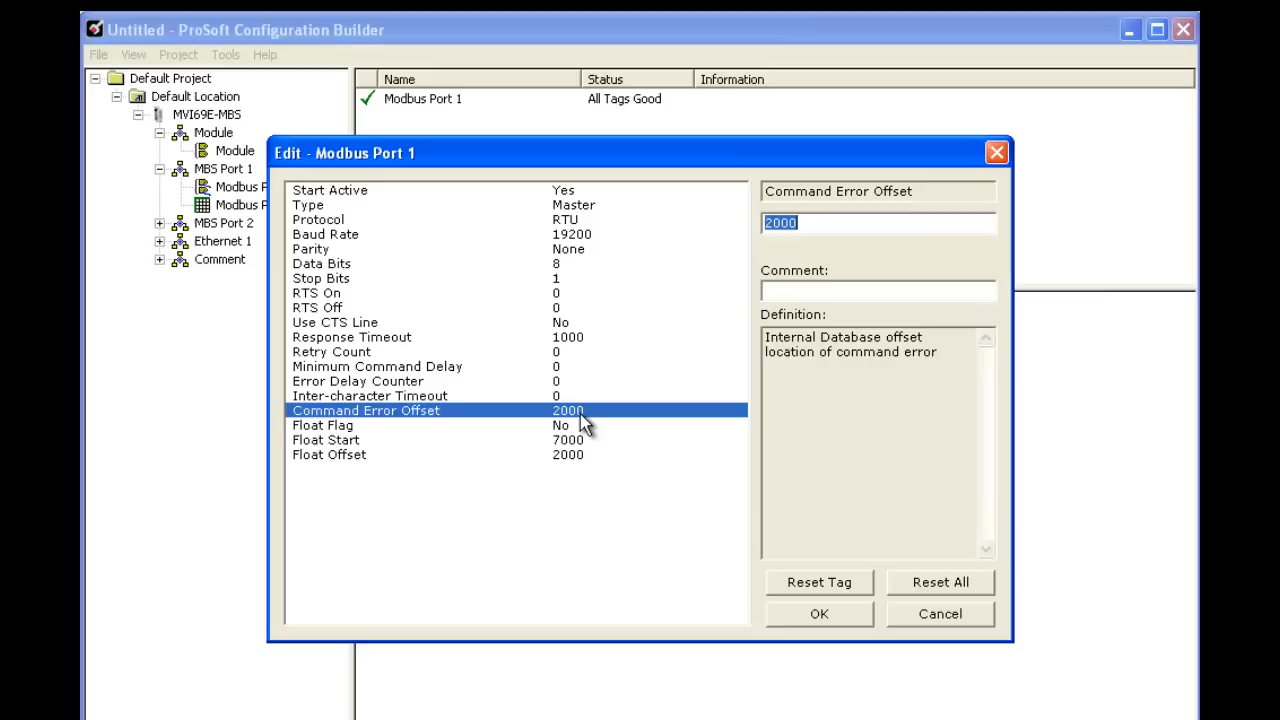 Untitled - ProSoft Configuration Builder
File View Project Tools Help
Default Project
Default Location
MVI69E-MBS
Module
Module
MBS Port 1
Modbus P
Modbus P
MBS Port 2
Ethernet 1
Comment
Name Status Information
Modbus Port 1 All Tags Good
Edit - Modbus Port 1
Start Active Yes
Type Master
Protocol RTU
Baud Rate 19200
Parity None
Data Bits 8
Stop Bits 1
RTS On 0
RTS Off 0
Use CTS Line No
Response Timeout 1000
Retry Count 0
Minimum Command Delay 0
Error Delay Counter 0
Inter-character Timeout 0
Command Error Offset 2000
Float Flag No
Float Start 7000
Float Offset 2000
Command Error Offset
2000
Comment:
Definition:
Internal Database offset
location of command error
Reset Tag Reset All
OK Cancel